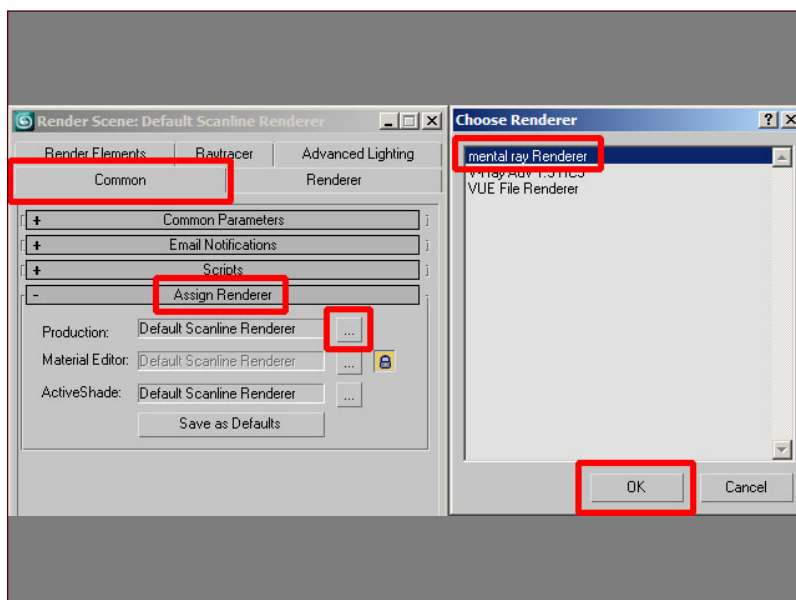 Render Scene: Default Scanline Renderer
Render Elements
Raytracer
Advanced Lighting
Common
Renderer
+ Common Parameters
+ Email Notifications
+ Scripts
- Assign Renderer
Production: Default Scanline Renderer ...
Material Editor: Default Scanline Renderer ...
ActiveShade: Default Scanline Renderer ...
Save as Defaults
Choose Renderer
mental ray Renderer
VUE File Renderer
OK
Cancel